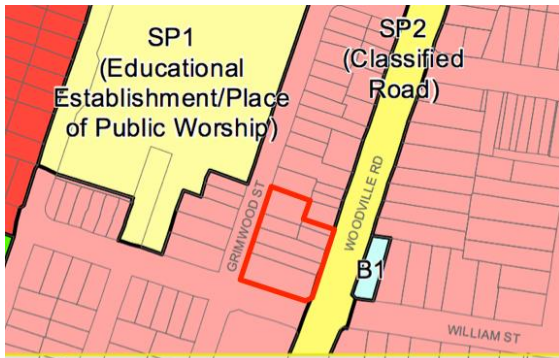 SP1
(Educational
Establishment/Place
of Public Worship)
SP2
(Classified
Road)
GRIMWOOD ST
WOODVILLE RD
B1
WILLIAM ST